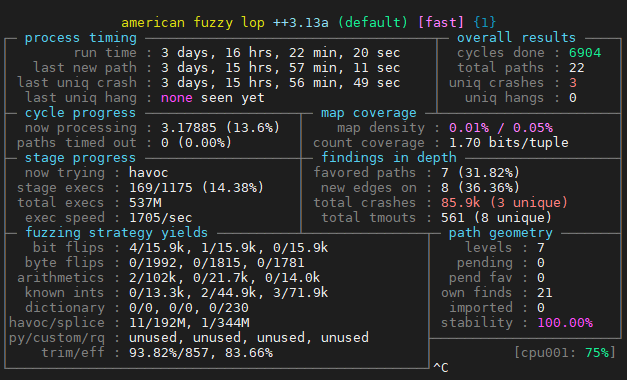 american fuzzy lop ++3.13a (default) [fast] {1}
process timing overall results
run time : 3 days, 16 hrs, 22 min, 20 sec cycles done : 6904
last new path : 3 days, 15 hrs, 57 min, 11 sec total paths : 22
last uniq crash : 3 days, 15 hrs, 56 min, 49 sec uniq crashes : 3
last uniq hang : none seen yet uniq hangs : 0
cycle progress map coverage
now processing : 3.17885 (13.6%) map density : 0.01% / 0.05%
paths timed out : 0 (0.00%) count coverage : 1.70 bits/tuple
stage progress findings in depth
now trying : havoc favored paths : 7 (31.82%)
stage execs : 169/1175 (14.38%) new edges on : 8 (36.36%)
total execs : 537M total crashes : 85.9k (3 unique)
exec speed : 1705/sec total tmouts : 561 (8 unique)
fuzzing strategy yields path geometry
bit flips : 4/15.9k, 1/15.9k, 0/15.9k levels : 7
byte flips : 0/1992, 0/1815, 0/1781 pending : 0
arithmetics : 2/102k, 0/21.7k, 0/14.0k pend fav : 0
known ints : 0/13.3k, 2/44.9k, 3/71.9k own finds : 21
dictionary : 0/0, 0/0, 0/230 imported : 0
havoc/splice : 11/192M, 1/344M stability : 100.00%
py/custom/rq : unused, unused, unused, unused
trim/eff : 93.82%/857, 83.66% [cpu001: 75%]
^C